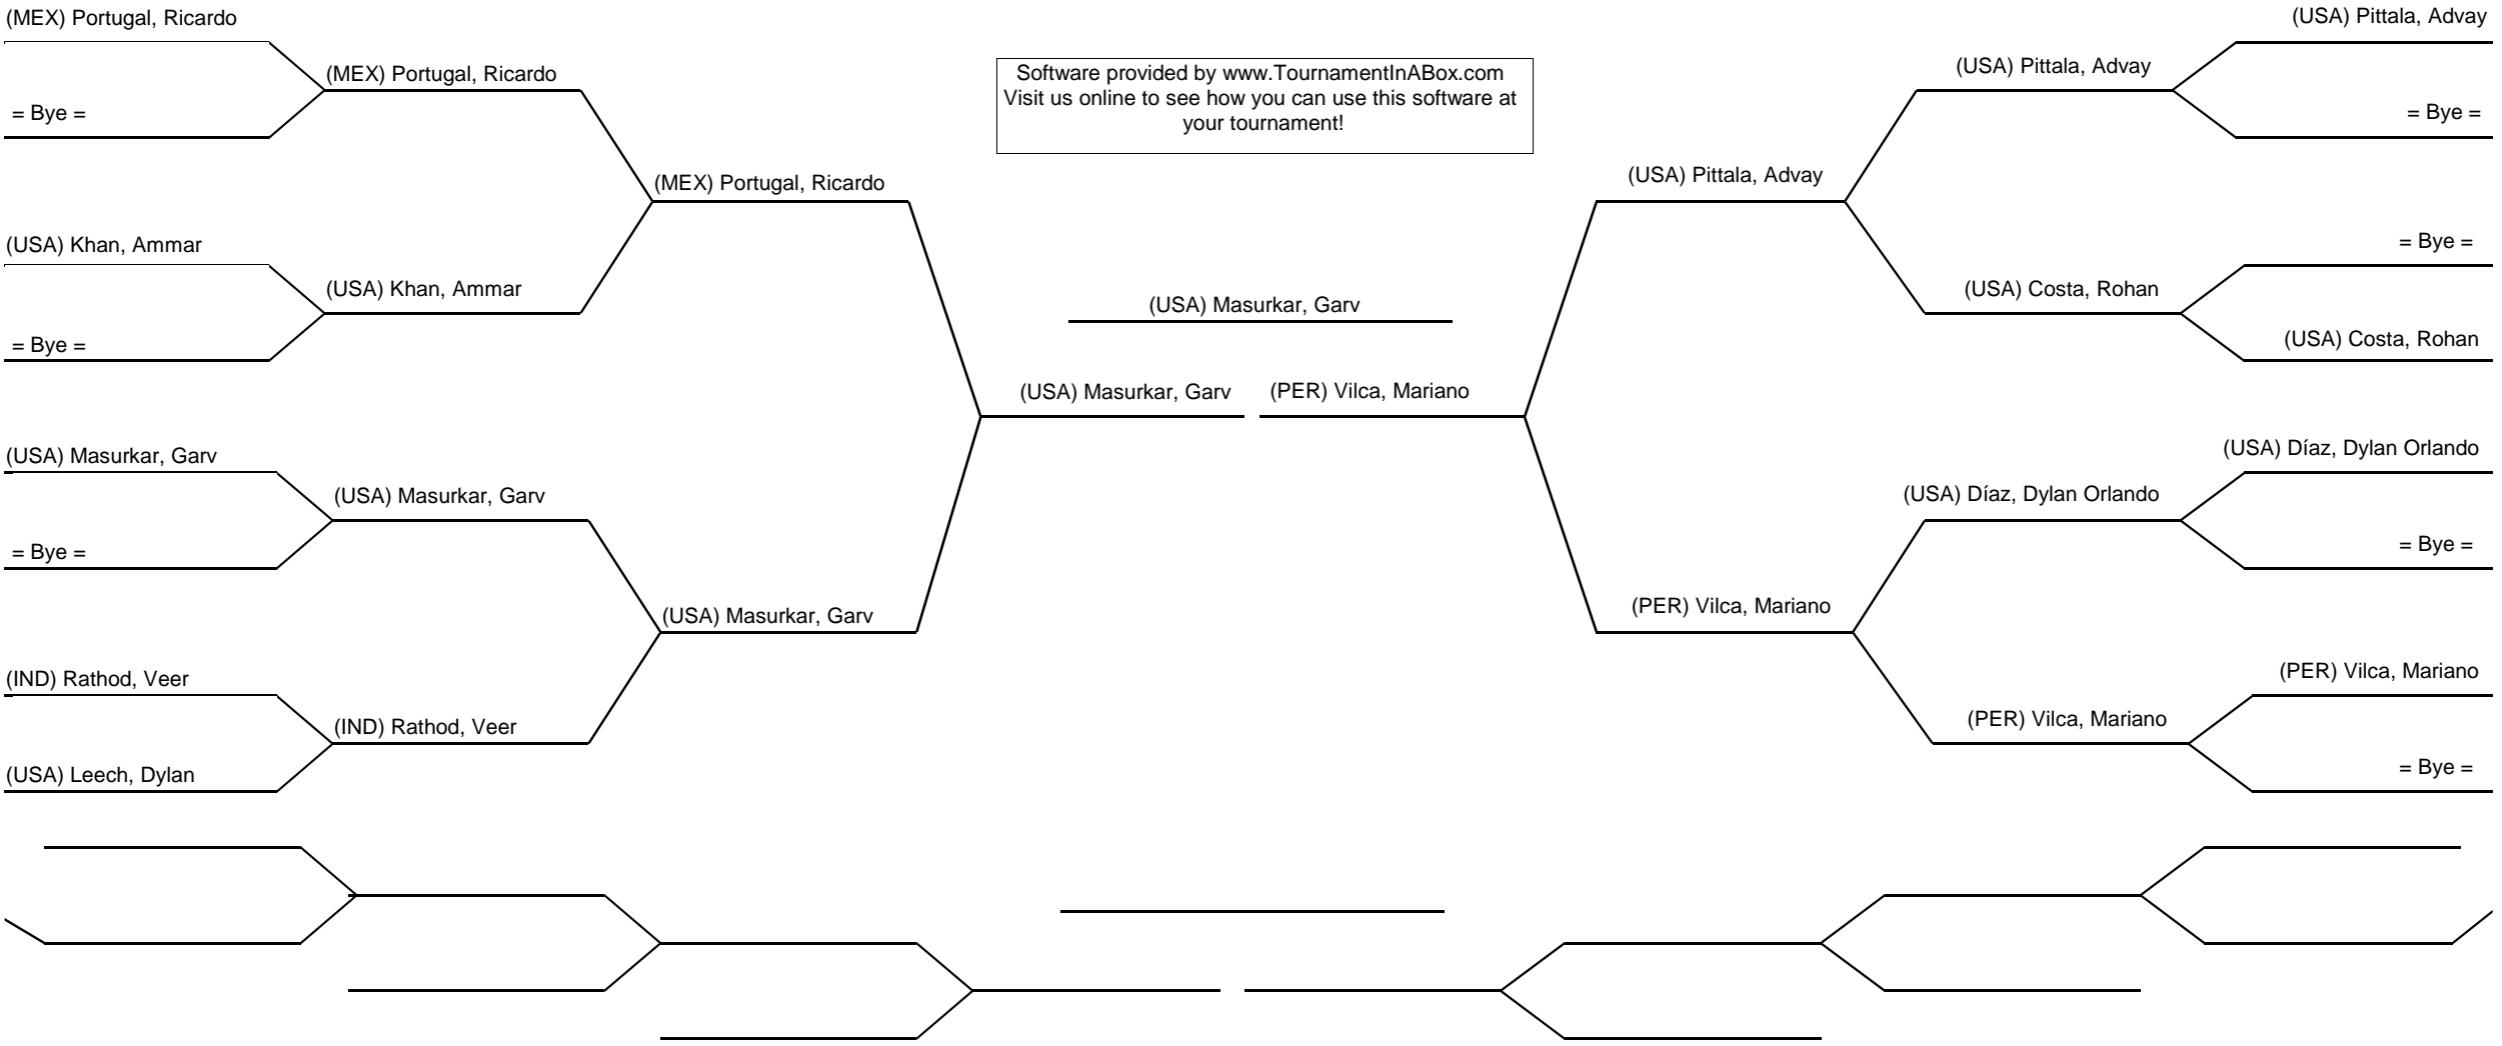 (MEX) Portugal, Ricardo
= Bye =
(USA) Khan, Ammar
= Bye =
(USA) Masurkar, Garv
= Bye =
(IND) Rathod, Veer
(USA) Leech, Dylan
(MEX) Portugal, Ricardo
(USA) Khan, Ammar
(USA) Masurkar, Garv
(IND) Rathod, Veer
(MEX) Portugal, Ricardo
(USA) Masurkar, Garv
Software provided by www.TournamentInABox.com
Visit us online to see how you can use this software at
your tournament!
(USA) Masurkar, Garv
(USA) Masurkar, Garv
(PER) Vilca, Mariano
(USA) Pittala, Advay
(PER) Vilca, Mariano
(USA) Pittala, Advay
(USA) Costa, Rohan
(USA) Díaz, Dylan Orlando
(PER) Vilca, Mariano
(USA) Pittala, Advay
= Bye =
= Bye =
(USA) Costa, Rohan
(USA) Díaz, Dylan Orlando
= Bye =
(PER) Vilca, Mariano
= Bye =